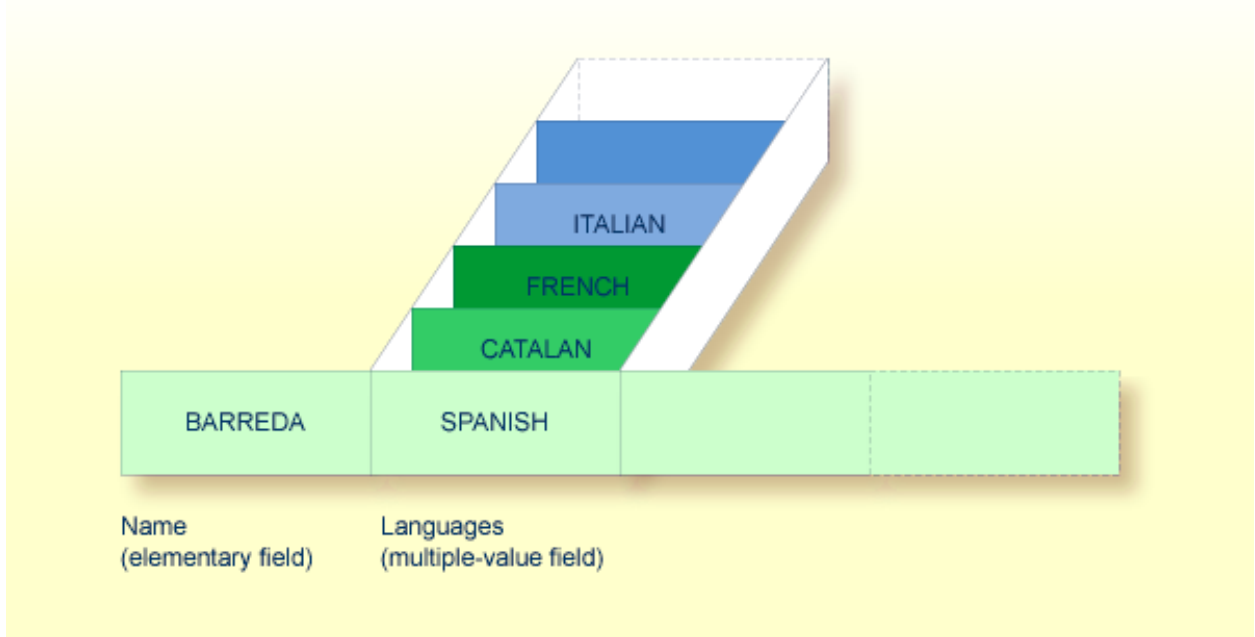 ITALIAN
FRENCH
CATALAN
BARREDA
SPANISH
Name
(elementary field)
Languages
(multiple-value field)